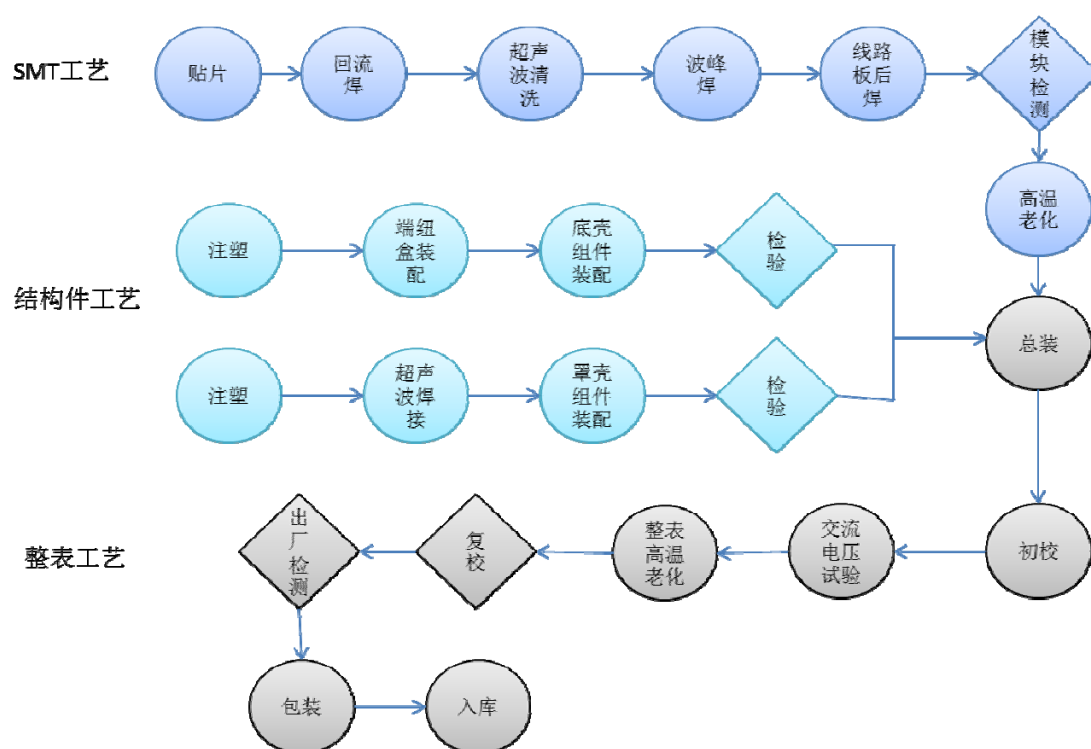 SMT工艺
贴片
回流
焊
超声
波清
洗
波峰
焊
线路
板后
焊
模
块
检
测
高温
老化
结构件工艺
注塑
端纽
盒装
配
底壳
组件
装配
检
验
注塑
超声
波焊
接
罩壳
组件
装配
检
验
总装
整表工艺
初校
交流
电压
试验
整表
高温
老化
复
校
出
厂
检
测
包装
入库